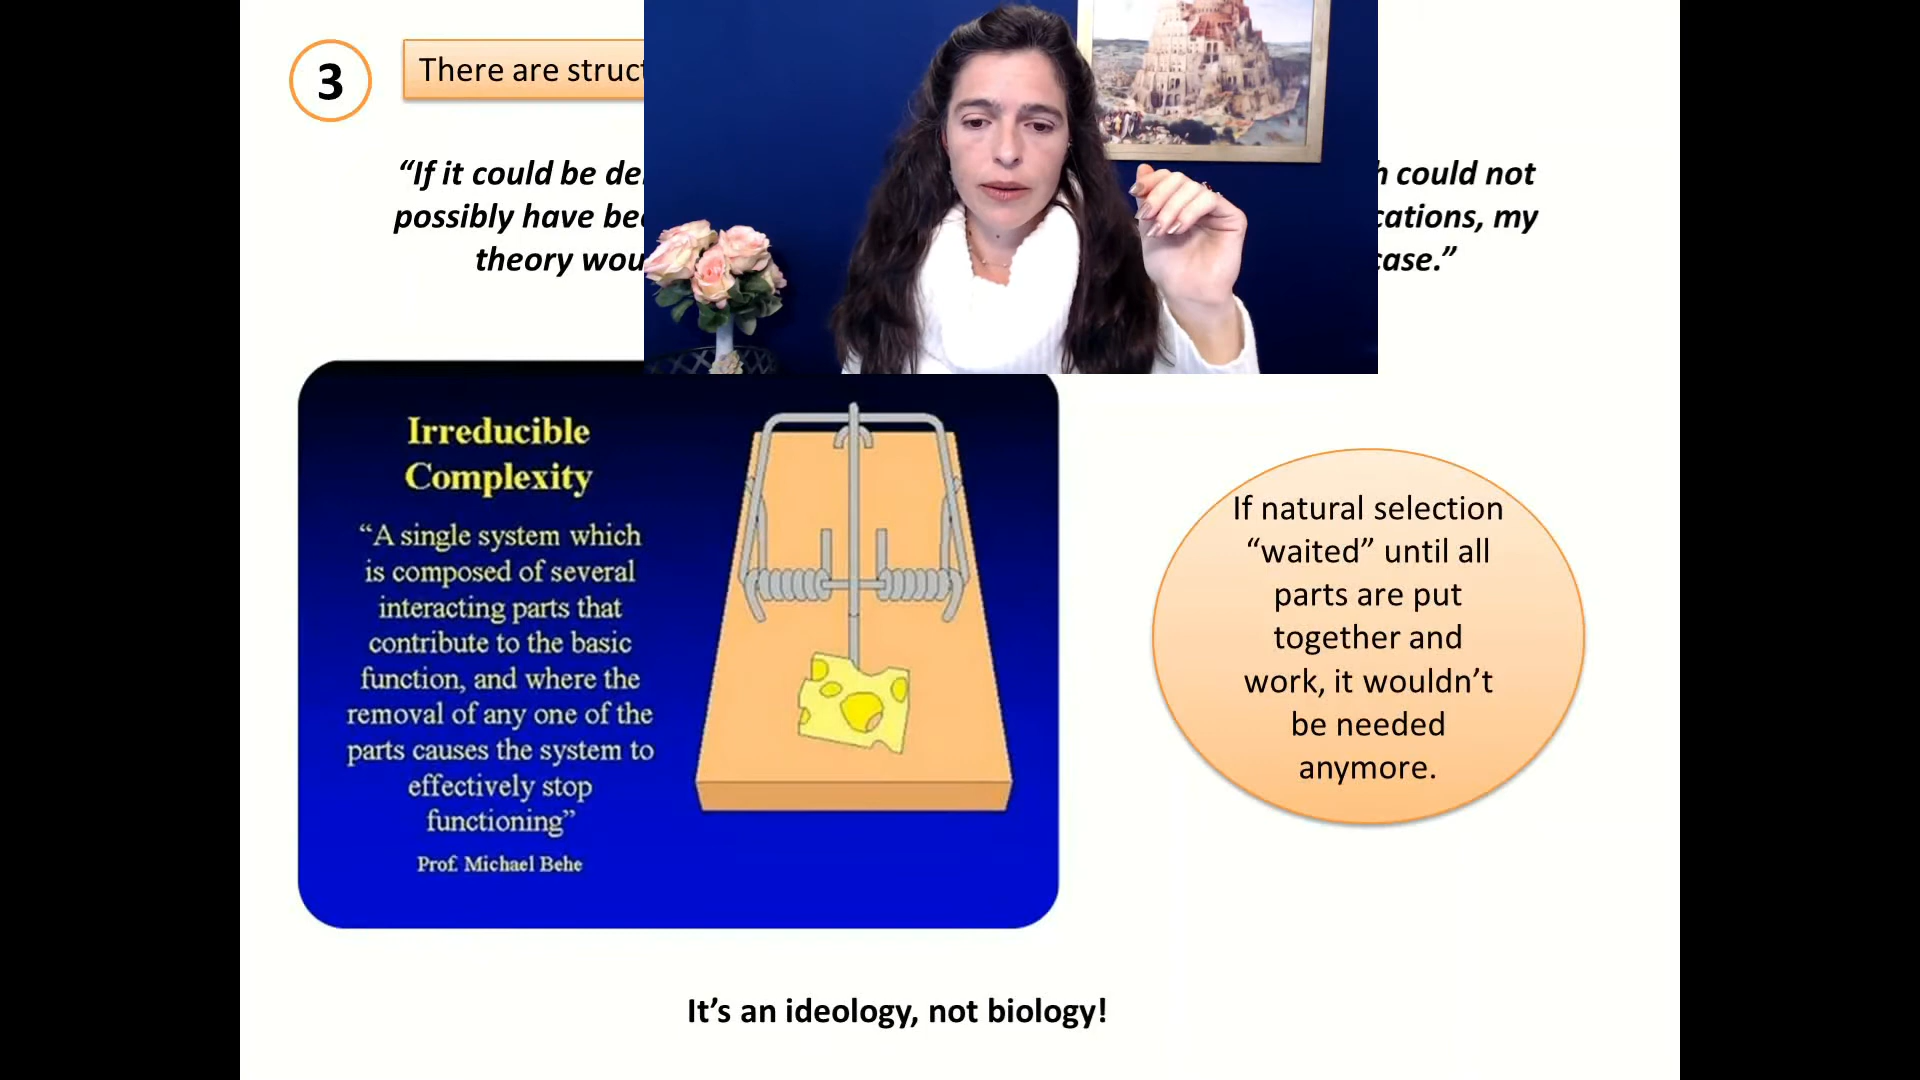 3
There are struct
“If it could be de
h could not
possibly have bee
cations, my
theory wou
case.”
Irreducible
Complexity
“A single system which
is composed of several
interacting parts that
contribute to the basic
function, and where the
removal of any one of the
parts causes the system to
effectively stop
functioning”
Prof. Michael Behe
If natural selection
“waited” until all
parts are put
together and
work, it wouldn’t
be needed
anymore.
It’s an ideology, not biology!